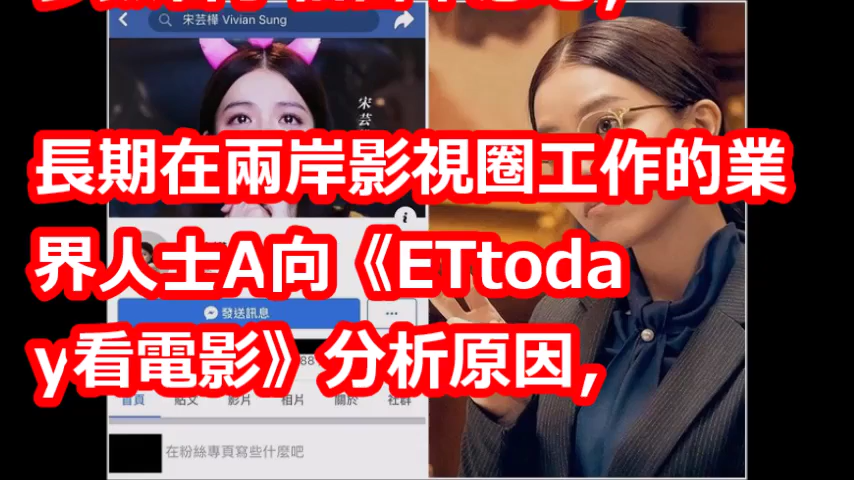 宋芸樺 Vivian Sung
宋芸
長期在兩岸影視圈工作的業
界人士A向《ETtoda
y看電影》分析原因,
發送訊息
首頁 貼文 影片 相片 關於 社群
在粉絲專頁寫些什麼吧